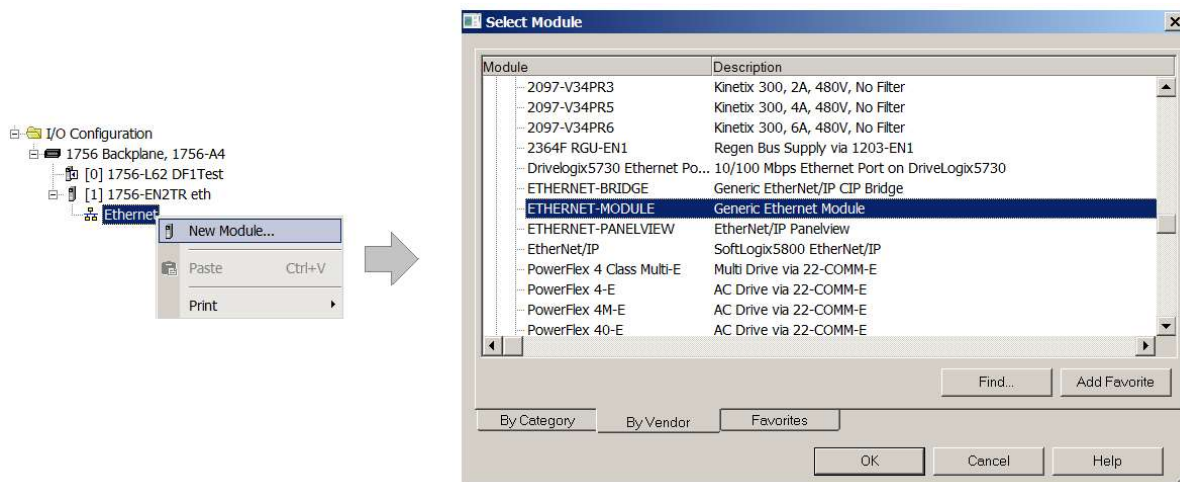 I/O Configuration
1756 Backplane, 1756-A4
[0] 1756-L62 DF1Test
[1] 1756-EN2TR eth
Ethernet
New Module...
Paste Ctrl+V
Print
Select Module
Module Description
2097-V34PR3 Kinetix 300, 2A, 480V, No Filter
2097-V34PR5 Kinetix 300, 4A, 480V, No Filter
2097-V34PR6 Kinetix 300, 6A, 480V, No Filter
2364F RGU-EN1 Regen Bus Supply via 1203-EN1
Drivelogix5730 Ethernet Po... 10/100 Mbps Ethernet Port on DriveLogix5730
ETHERNET-BRIDGE Generic EtherNet/IP CIP Bridge
ETHERNET-MODULE Generic Ethernet Module
ETHERNET-PANELVIEW EtherNet/IP Panelview
EtherNet/IP SoftLogix5800 EtherNet/IP
PowerFlex 4 Class Multi-E Multi Drive via 22-COMM-E
PowerFlex 4-E AC Drive via 22-COMM-E
PowerFlex 4M-E AC Drive via 22-COMM-E
PowerFlex 40-E AC Drive via 22-COMM-E
Find... Add Favorite
By Category By Vendor Favorites
OK Cancel Help